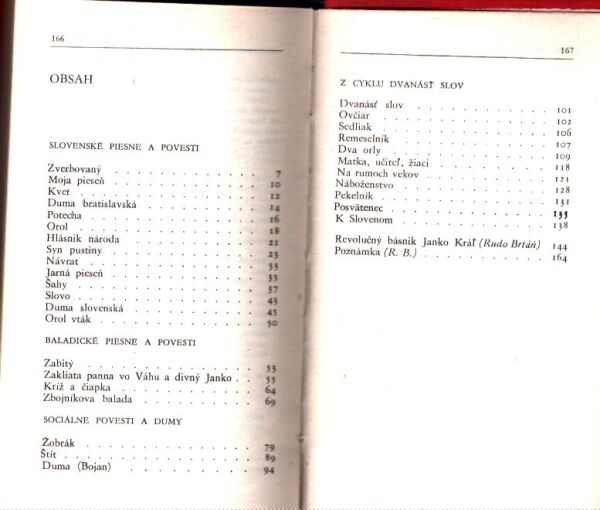 166
OBSAH
SLOVENSKÉ PIESNE A POVESTI
Zverbovaný . . . . . . . . . . . . . 7
Moja pieseň . . . . . . . . . . . . . 10
Kvet . . . . . . . . . . . . . 12
Duma bratislavská . . . . . . . . . . . . . 14
Potecha . . . . . . . . . . . . . 16
Orol . . . . . . . . . . . . . 18
Hlásnik národa . . . . . . . . . . . . . 21
Syn pustiny . . . . . . . . . . . . . 23
Návrat . . . . . . . . . . . . . 33
Jarná pieseň . . . . . . . . . . . . . 35
Šahy . . . . . . . . . . . . . 37
Slovo . . . . . . . . . . . . . 43
Duma slovenská . . . . . . . . . . . . . 45
Orol vták . . . . . . . . . . . . . 50
BALADICKÉ PIESNE A POVESTI
Zabitý . . . . . . . . . . . . . 53
Zakliata panna vo Váhu a divný Janko . . 55
Kríž a čiapka . . . . . . . . . . . . . 64
Zbojníkova balada . . . . . . . . . . . . . 69
SOCIÁLNE POVESTI A DUMY
Žobrák . . . . . . . . . . . . . 79
Štít . . . . . . . . . . . . . 89
Duma (Bojan) . . . . . . . . . . . . . 94
167
Z CYKLU DVANÁSŤ SLOV
Dvanásť slov . . . . . . . . . . . . . 101
Ovčiar . . . . . . . . . . . . . 102
Sedliak . . . . . . . . . . . . . 106
Remeselník . . . . . . . . . . . . . 107
Dva orly . . . . . . . . . . . . . 109
Matka, učiteľ, žiaci . . . . . . . . . . . . . 118
Na rumoch vekov . . . . . . . . . . . . . 121
Náboženstvo . . . . . . . . . . . . . 128
Pekelník . . . . . . . . . . . . . 131
Posvätenec . . . . . . . . . . . . . 135
K Slovenom . . . . . . . . . . . . . 138
Revolučný básnik Janko Kráľ (Rudo Brtáň) 144
Poznámka (R. B.) . . . . . . . . . . . . . 164